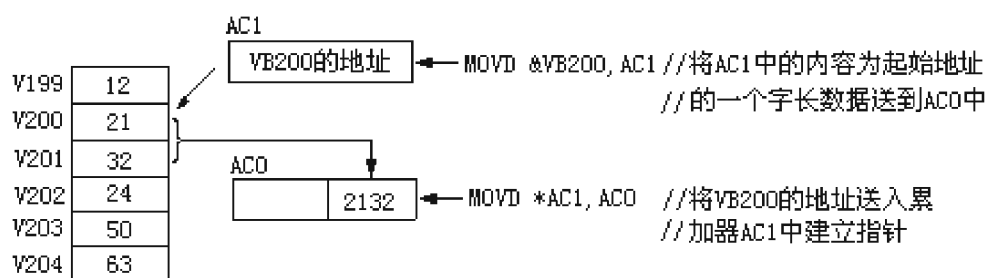 AC1
VB200的地址
MOVD &VB200,AC1 //将AC1中的内容为起始地址
//的一个字长数据送到AC0中
V199 12
V200 21
V201 32
V202 24
V203 50
V204 63
AC0
2132
MOVD *AC1,AC0 //将VB200的地址送入累
//加器AC1中建立指针